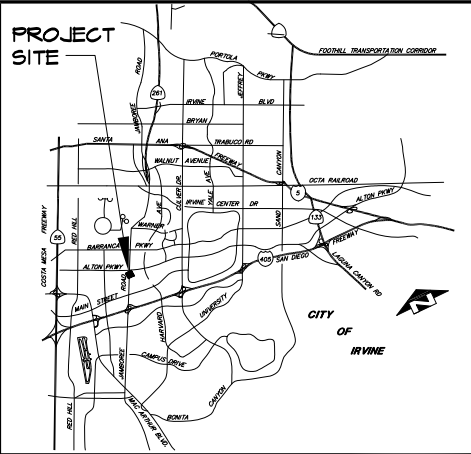 PROJECT
SITE
PORTOLA
PKWY
FOOTHILL TRANSPORTATION CORRIDOR
JAMBOREE
ROAD
261
IRVINE
BLVD
JEFFREY
BRYAN
SANTA
ANA
FREEWAY
TRABUCO RD
WALNUT
AVENUE
CANYON
SAND
CULVER DR.
YALE
AVE
OCTA RAILROAD
5
IRVINE
CENTER
DR
ALTON PKWY
133
AVE
WARNER
COSTA MESA
FREEWAY
55
RED HILL
BARRANCA
PKWY
ALTON PKWY
ROAD
FREEWAY
405
SAN DIEGO
LAGUNA CANYON RD
MAIN
STREET
UNIVERSITY
HARVARD
N
CITY
OF
IRVINE
CAMPUS DRIVE
JAMBOREE
RED HILL
MAC ARTHUR BLVD.
BONITA
CANYON